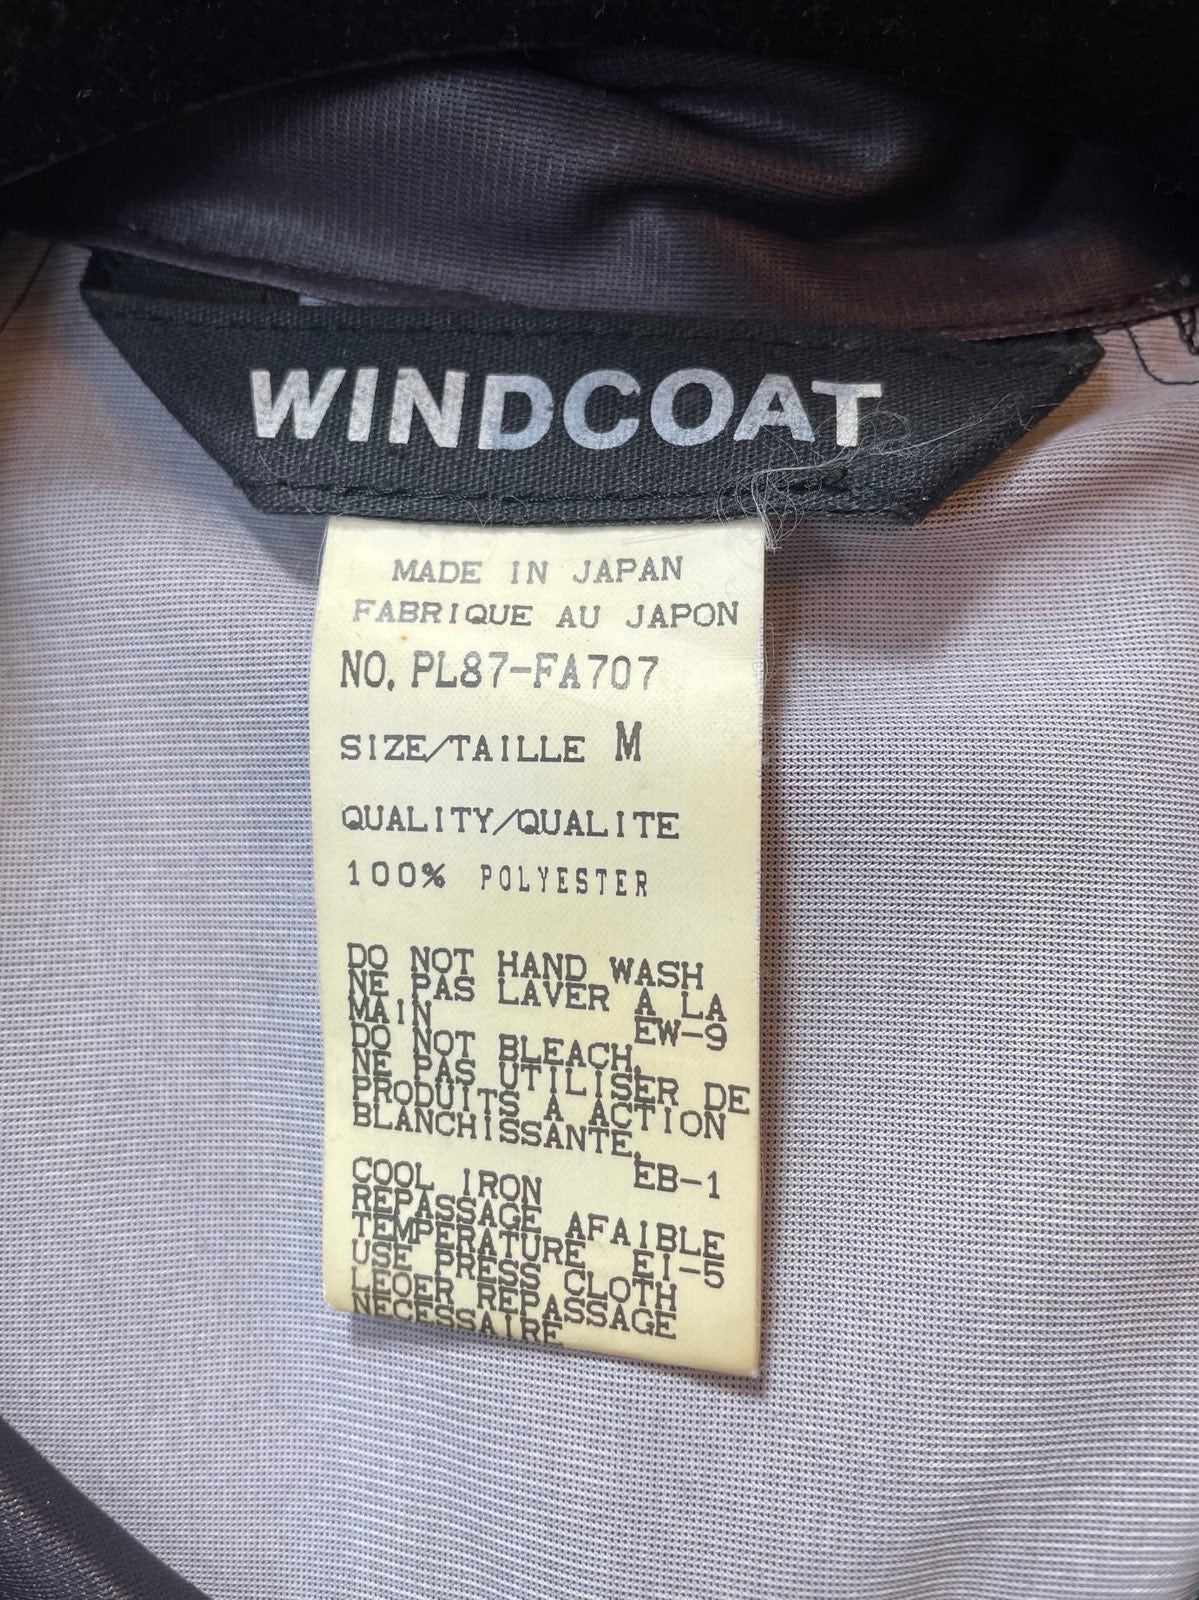 WINDCOAT
MADE IN JAPAN
FABRIQUE AU JAPON
NO. PL87-FA707
SIZE/TAILLE M
QUALITY/QUALITE
100% POLYESTER
DO NOT HAND WASH
NE PAS LAVER A LA
MAIN EW-9
DO NOT BLEACH.
NE PAS UTILISER DE
PRODUITS A ACTION
BLANCHISSANTE.
EB-1
COOL IRON
REPASSAGE AFAIBLE
TEMPERATURE EI-5
USE PRESS CLOTH
LEOER REPASSAGE
NECESSAIRE